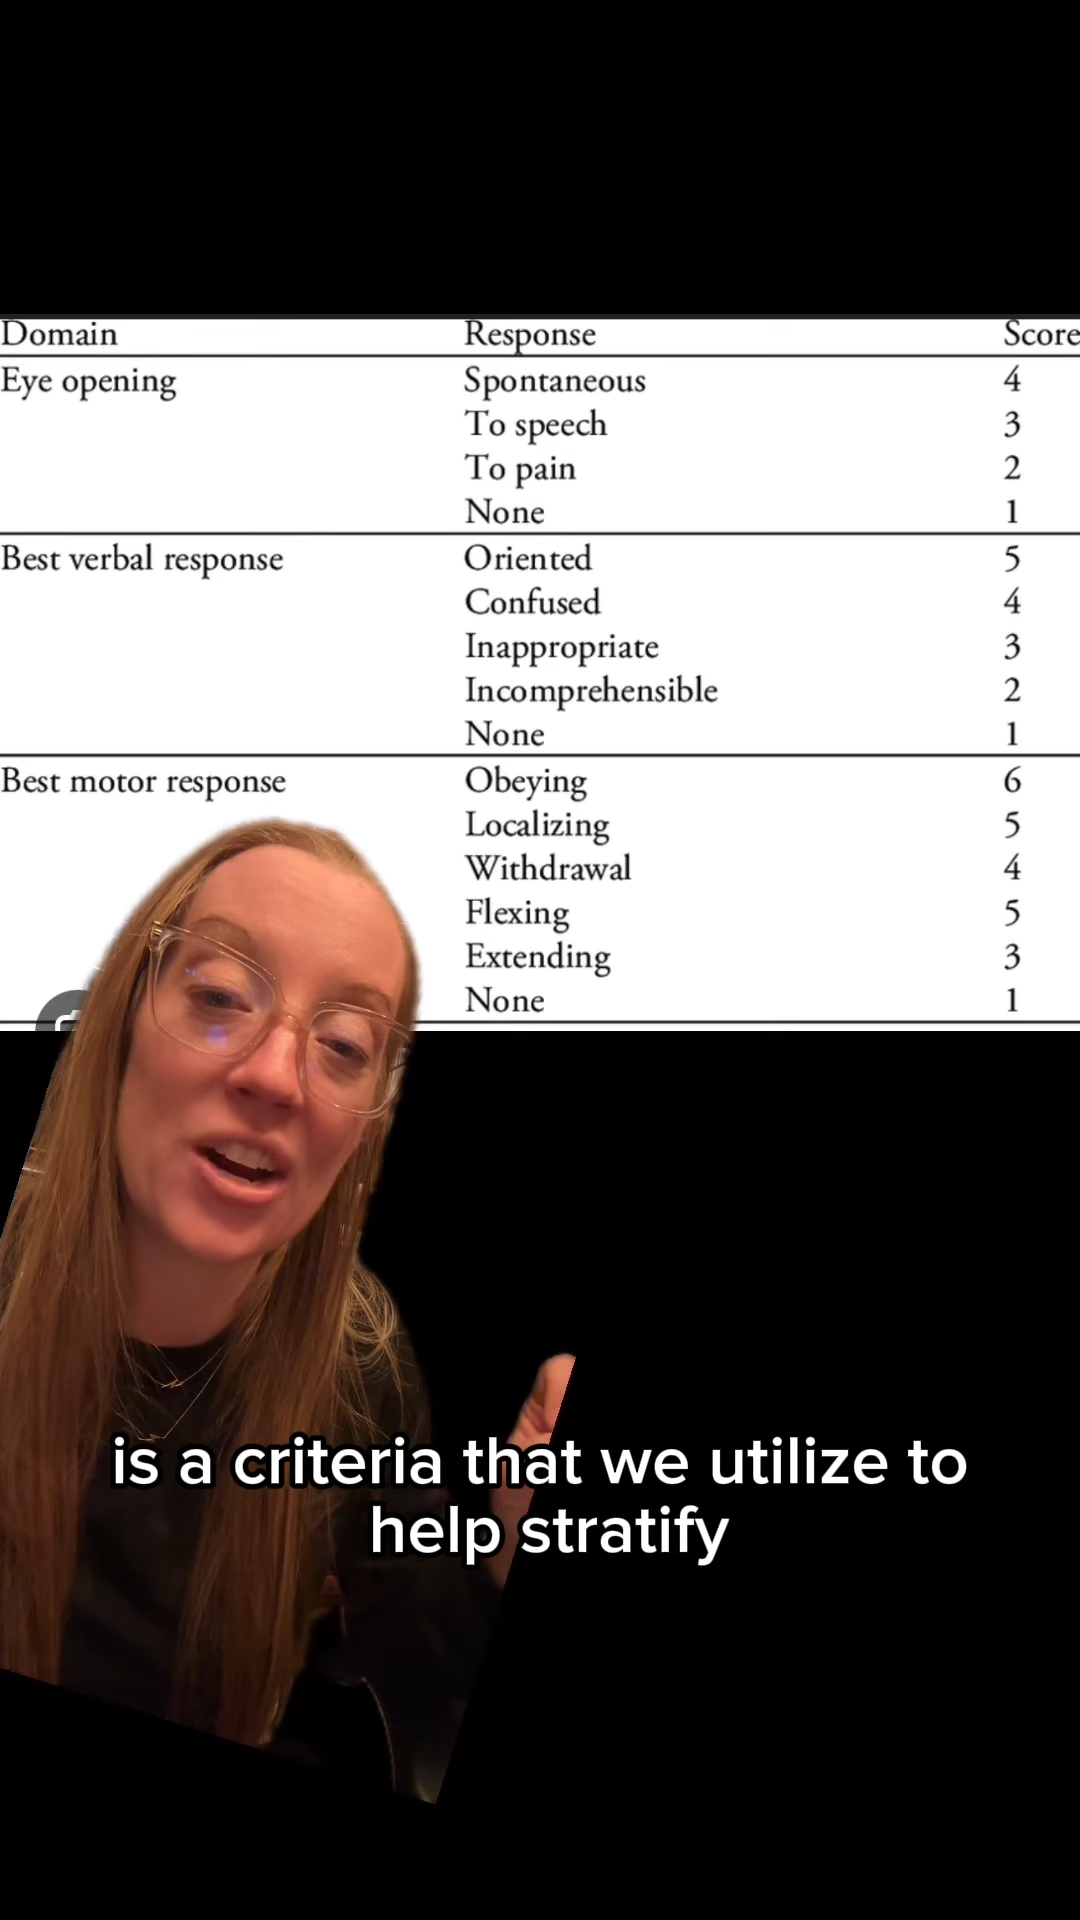 Domain Response Score
Eye opening Spontaneous 4
To speech 3
To pain 2
None 1
Best verbal response Oriented 5
Confused 4
Inappropriate 3
Incomprehensible 2
None 1
Best motor response Obeying 6
Localizing 5
Withdrawal 4
Flexing 5
Extending 3
None 1
is a criteria that we utilize to
help stratify